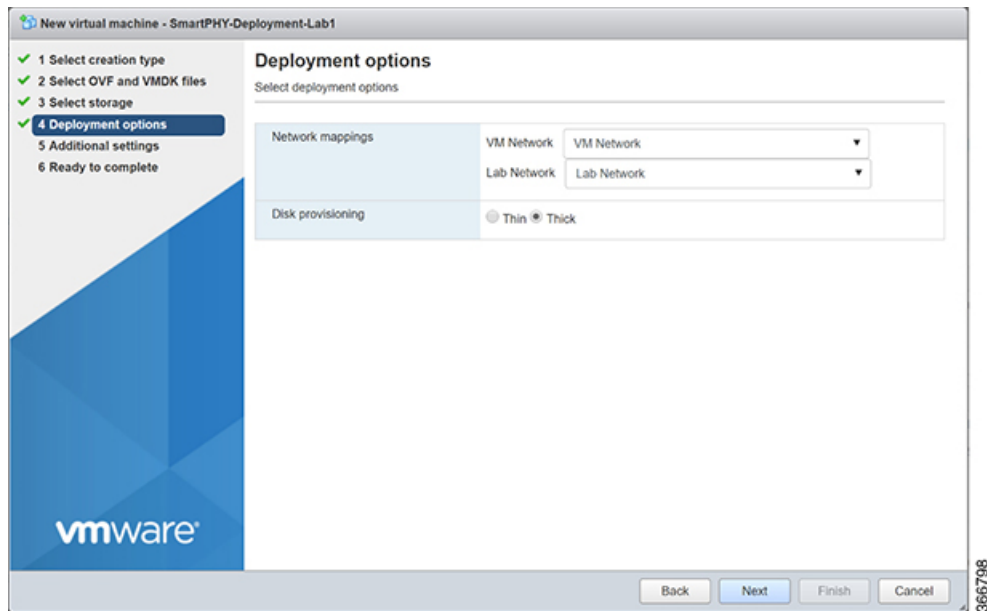 New virtual machine - SmartPHY-Deployment-Lab1
1 Select creation type
2 Select OVF and VMDK files
3 Select storage
4 Deployment options
5 Additional settings
6 Ready to complete
Deployment options
Select deployment options
Network mappings
VM Network VM Network
Lab Network Lab Network
Disk provisioning
Thin Thick
vmware®
Back Next Finish Cancel
366798